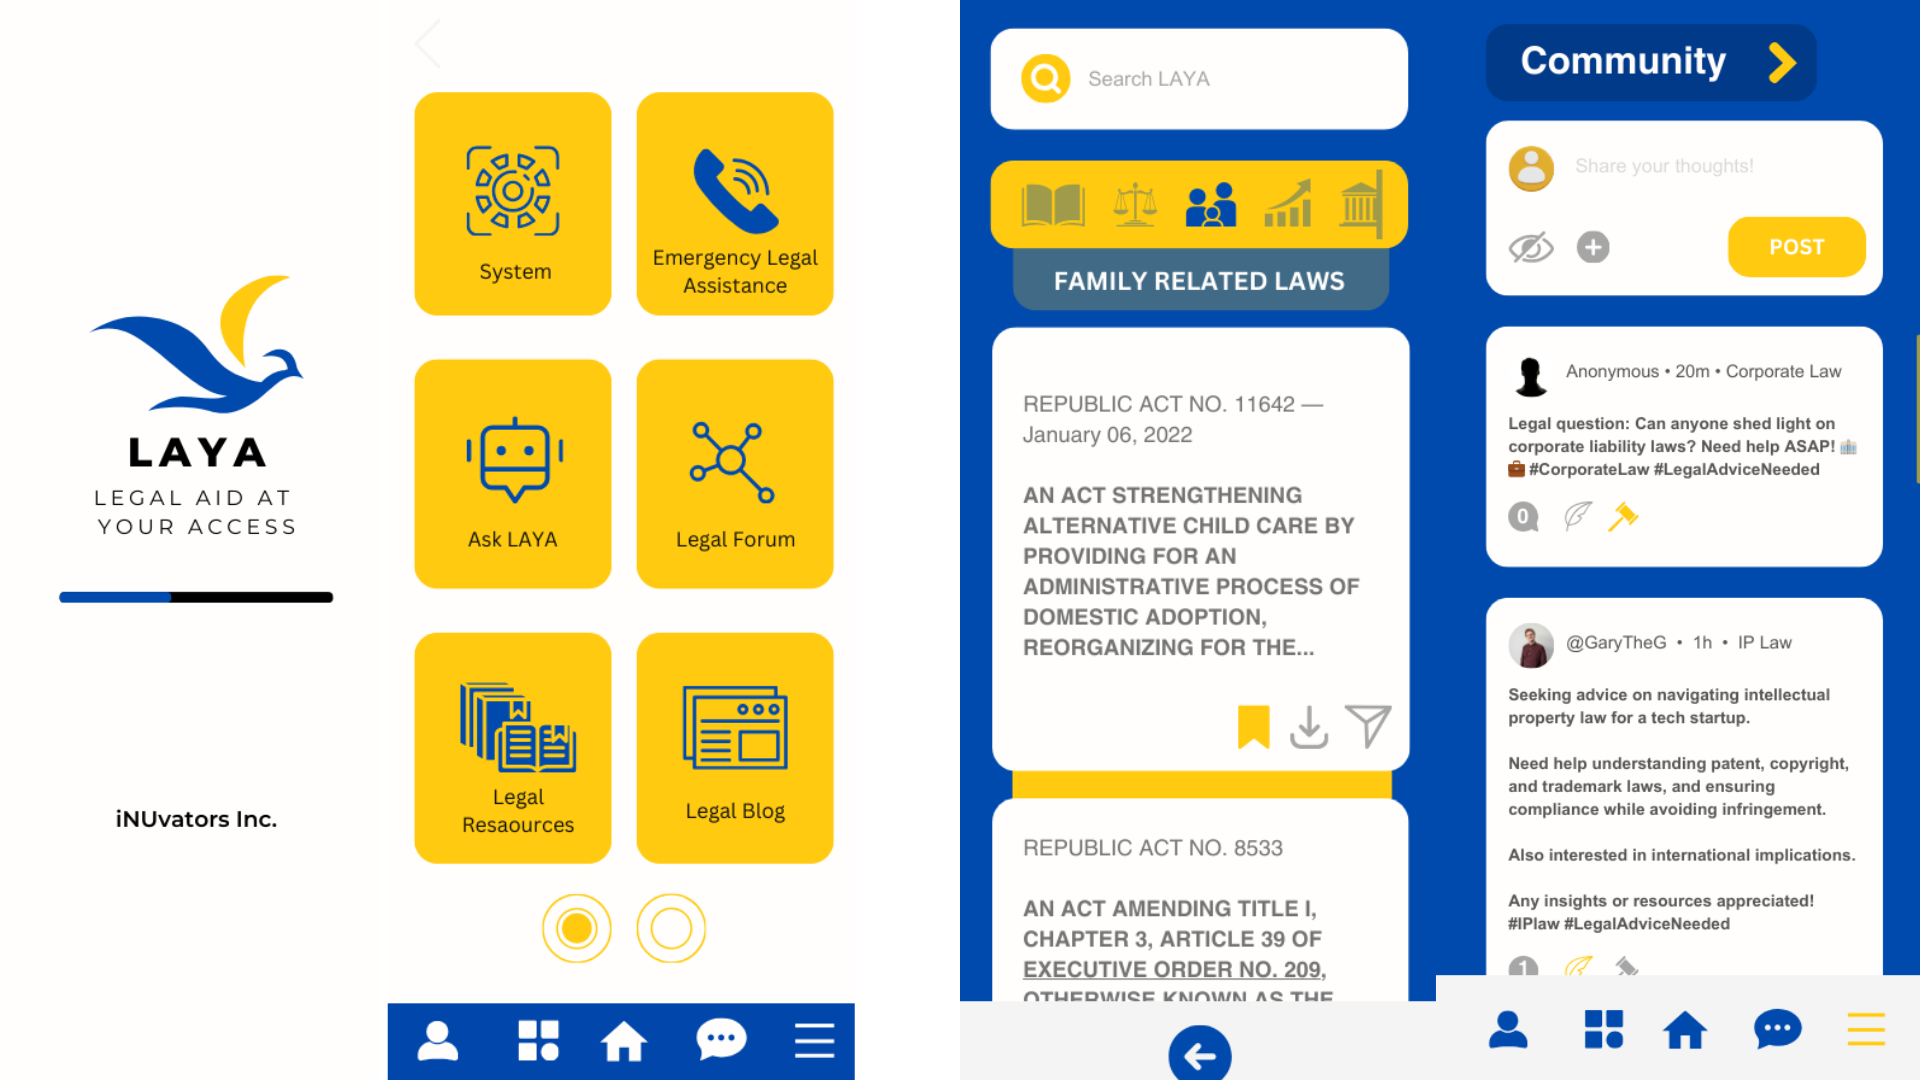 LAYA
LEGAL AID AT
YOUR ACCESS
iNUvators Inc.
System
Emergency Legal
Assistance
Ask LAYA
Legal Forum
Legal
Resaources
Legal Blog
Search LAYA
FAMILY RELATED LAWS
REPUBLIC ACT NO. 11642 —
January 06, 2022
AN ACT STRENGTHENING
ALTERNATIVE CHILD CARE BY
PROVIDING FOR AN
ADMINISTRATIVE PROCESS OF
DOMESTIC ADOPTION,
REORGANIZING FOR THE...
REPUBLIC ACT NO. 8533
AN ACT AMENDING TITLE I,
CHAPTER 3, ARTICLE 39 OF
EXECUTIVE ORDER NO. 209,
OTHERWISE KNOWN AS THE
Community
Share your thoughts!
POST
Anonymous • 20m • Corporate Law
Legal question: Can anyone shed light on
corporate liability laws? Need help ASAP! 🏥
💼 #CorporateLaw #LegalAdviceNeeded
0
@GaryTheG • 1h • IP Law
Seeking advice on navigating intellectual
property law for a tech startup.
Need help understanding patent, copyright,
and trademark laws, and ensuring
compliance while avoiding infringement.
Also interested in international implications.
Any insights or resources appreciated!
#IPlaw #LegalAdviceNeeded
1